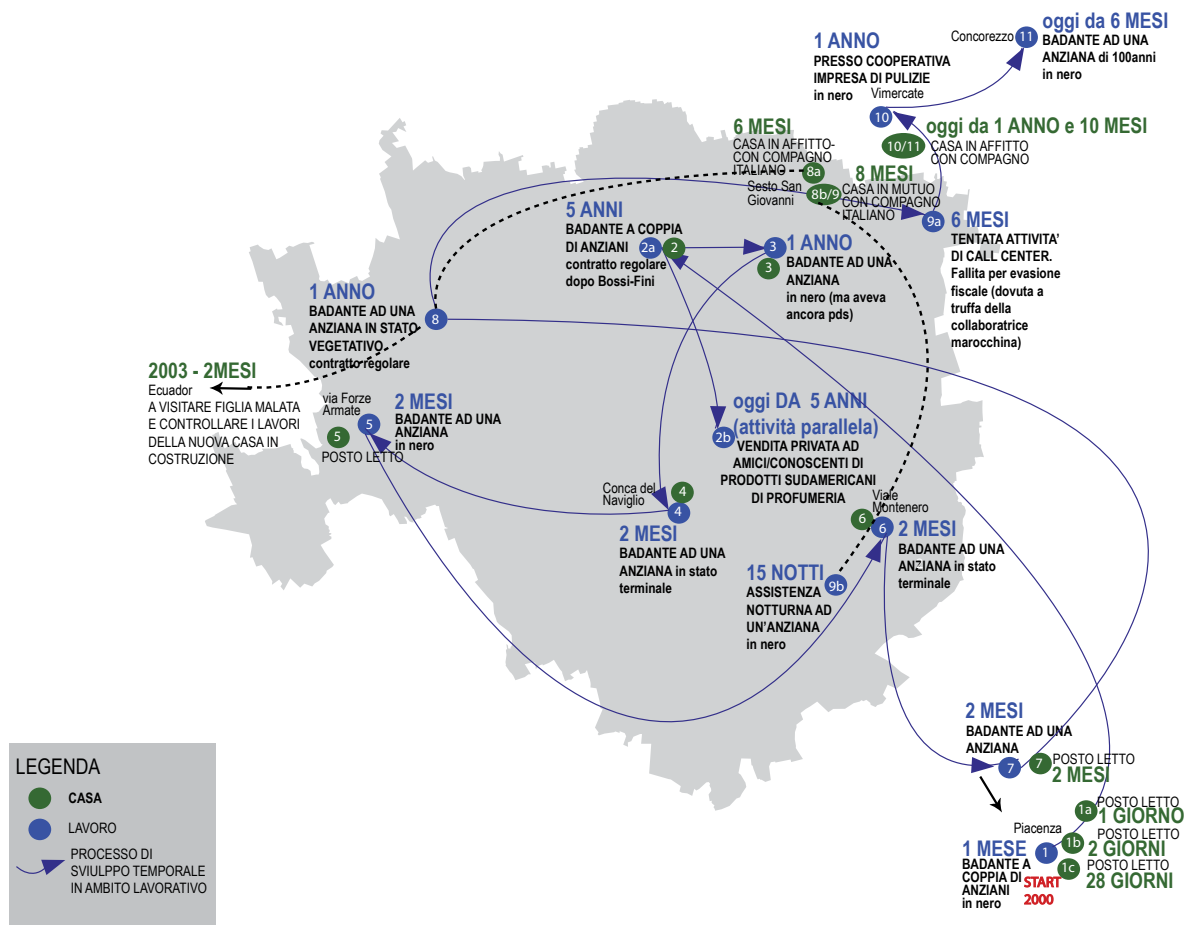 oggi da 6 MESI
Concorezzo
11
BADANTE AD UNA
ANZIANA di 100anni
in nero
1 ANNO
PRESSO COOPERATIVA
IMPRESA DI PULIZIE
in nero
Vimercate
10
oggi da 1 ANNO e 10 MESI
10/11
CASA IN AFFITTO
CON COMPAGNO
6 MESI
CASA IN AFFITTO-
CON COMPAGNO
ITALIANO
8a
Sesto San
Giovanni
8b/9
8 MESI
CASA IN MUTUO
CON COMPAGNO
ITALIANO
9a
6 MESI
TENTATA ATTIVITA'
DI CALL CENTER.
Fallita per evasione
fiscale (dovuta a
truffa della
collaboratrice
marocchina)
5 ANNI
BADANTE A COPPIA
DI ANZIANI
contratto regolare
dopo Bossi-Fini
2a
2
3
3
1 ANNO
BADANTE AD UNA
ANZIANA
in nero (ma aveva
ancora pds)
1 ANNO
BADANTE AD UNA
ANZIANA IN STATO
VEGETATIVO
contratto regolare
8
2003 - 2MESI
Ecuador
A VISITARE FIGLIA MALATA
E CONTROLLARE I LAVORI
DELLA NUOVA CASA IN
COSTRUZIONE
via Forze
Armate
5
5
POSTO LETTO
2 MESI
BADANTE AD UNA
ANZIANA
in nero
oggi DA 5 ANNI
(attività parallela)
2b
VENDITA PRIVATA AD
AMICI/CONOSCENTI DI
PRODOTTI SUDAMERICANI
DI PROFUMERIA
Conca del
Naviglio
4
4
2 MESI
BADANTE AD UNA
ANZIANA in stato
terminale
Viale
Montenero
6
6
2 MESI
BADANTE AD UNA
ANZIANA in stato
terminale
15 NOTTI
9b
ASSISTENZA
NOTTURNA AD
UN'ANZIANA
in nero
2 MESI
BADANTE AD UNA
ANZIANA
7
7
POSTO LETTO
2 MESI
1a
POSTO LETTO
1 GIORNO
Piacenza
1b
POSTO LETTO
2 GIORNI
1 MESE
1
1c
POSTO LETTO
28 GIORNI
BADANTE A
COPPIA DI
ANZIANI
in nero
START
2000
LEGENDA
CASA
LAVORO
PROCESSO DI
SVIULPPO TEMPORALE
IN AMBITO LAVORATIVO